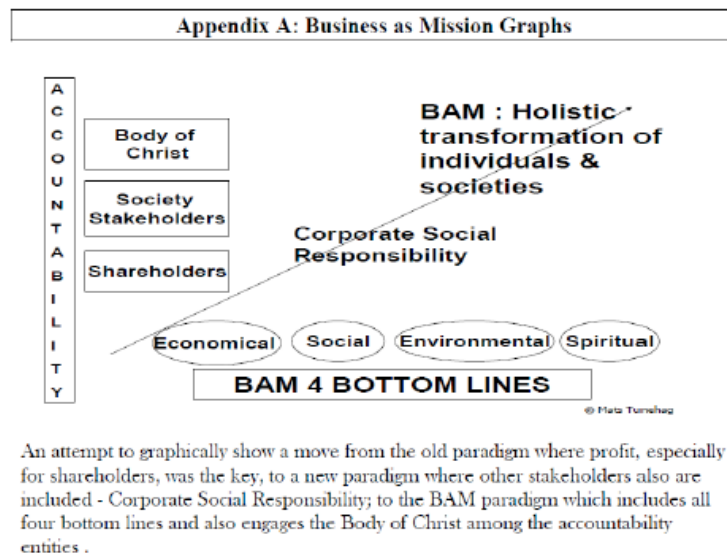 Appendix A: Business as Mission Graphs
ACCOUNTABILITY
Body of
Christ
Society
Stakeholders
Shareholders
BAM : Holistic
transformation of
individuals &
societies
Corporate Social
Responsibility
Economical
Social
Environmental
Spiritual
BAM 4 BOTTOM LINES
© Mats Tunehag
An attempt to graphically show a move from the old paradigm where profit, especially
for shareholders, was the key, to a new paradigm where other stakeholders also are
included - Corporate Social Responsibility; to the BAM paradigm which includes all
four bottom lines and also engages the Body of Christ among the accountability
entities .